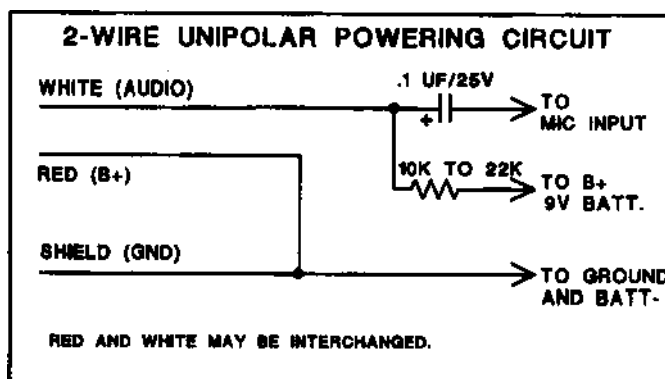 2-WIRE UNIPOLAR POWERING CIRCUIT
WHITE (AUDIO)
.1 UF/25V
+
TO
MIC INPUT
RED (B+)
10K TO 22K
TO B+
9V BATT.
SHIELD (GND)
TO GROUND
AND BATT-
RED AND WHITE MAY BE INTERCHANGED.